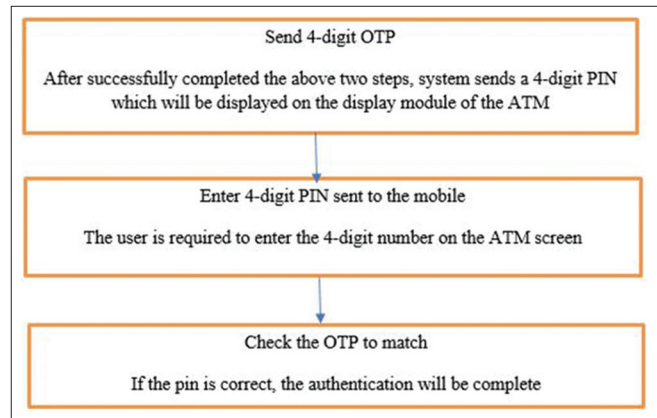 Send 4-digit OTP
After successfully completed the above two steps, system sends a 4-digit PIN
which will be displayed on the display module of the ATM
Enter 4-digit PIN sent to the mobile
The user is required to enter the 4-digit number on the ATM screen
Check the OTP to match
If the pin is correct, the authentication will be complete